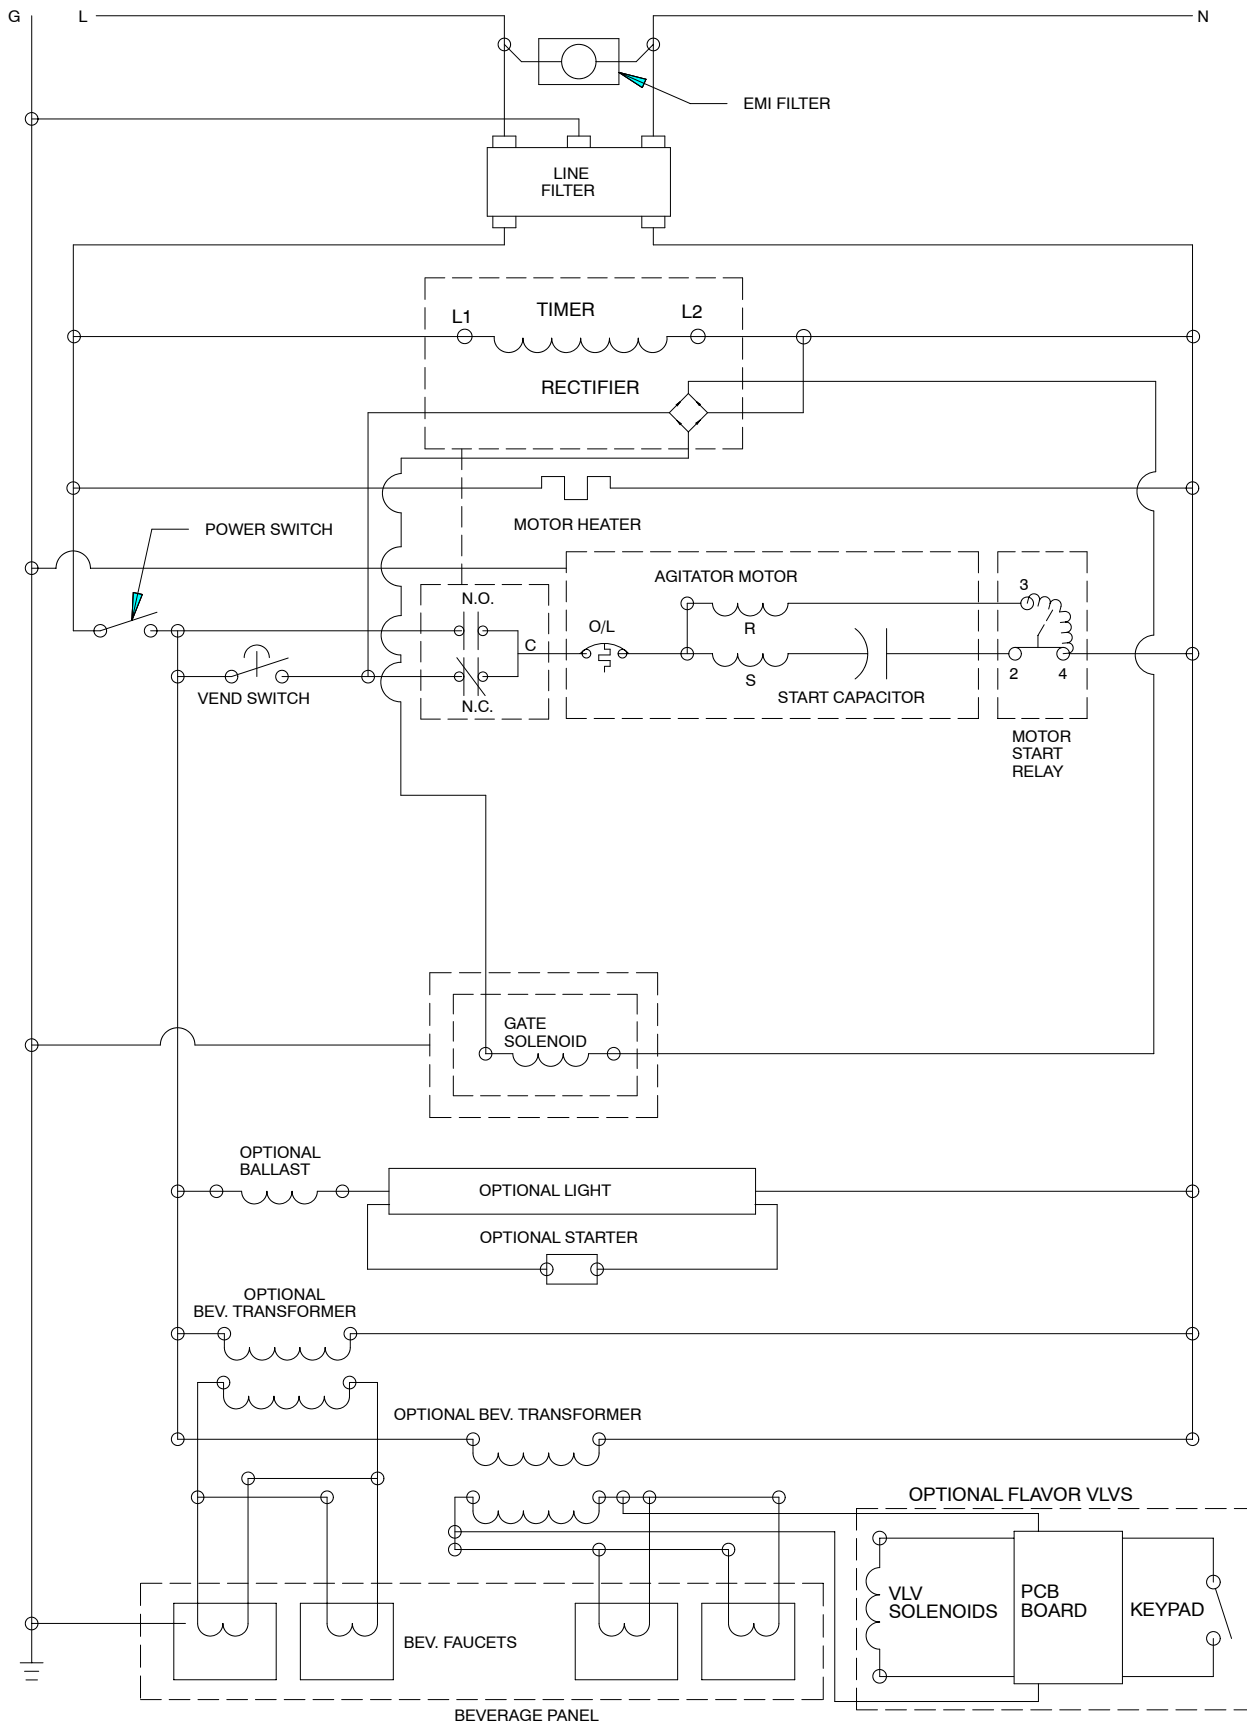 G
L
N
EMI FILTER
LINE
FILTER
TIMER
L1
L2
RECTIFIER
MOTOR HEATER
POWER SWITCH
AGITATOR MOTOR
N.O.
3
O/L
R
C
S
2
4
VEND SWITCH
N.C.
START CAPACITOR
MOTOR
START
RELAY
GATE
SOLENOID
OPTIONAL
BALLAST
OPTIONAL LIGHT
OPTIONAL STARTER
OPTIONAL
BEV. TRANSFORMER
OPTIONAL BEV. TRANSFORMER
OPTIONAL FLAVOR VLVS
VLV
SOLENOIDS
PCB
BOARD
KEYPAD
BEV. FAUCETS
BEVERAGE PANEL